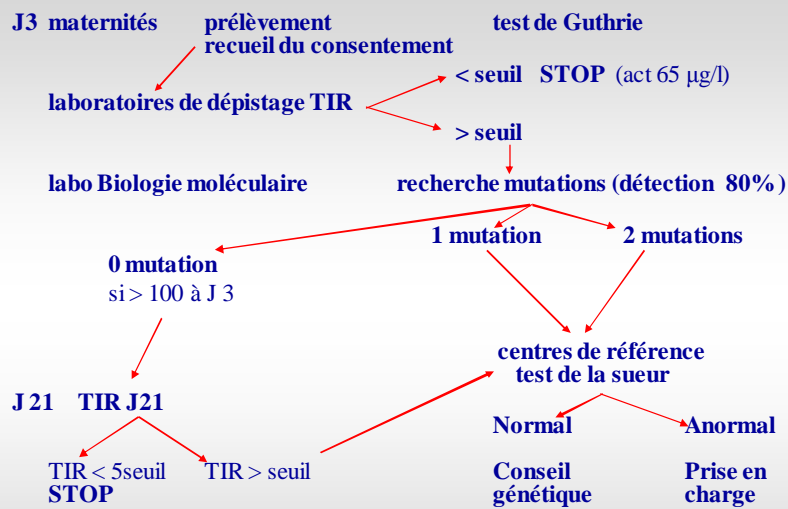 J3 maternités prélèvement test de Guthrie
recueil du consentement
< seuil STOP (act 65 µg/l)
laboratoires de dépistage TIR
> seuil
labo Biologie moléculaire recherche mutations (détection 80%)
1 mutation 2 mutations
0 mutation
si > 100 à J 3
centres de référence
test de la sueur
J 21 TIR J21
Normal Anormal
TIR < 5seuil TIR > seuil Conseil Prise en
STOP génétique charge